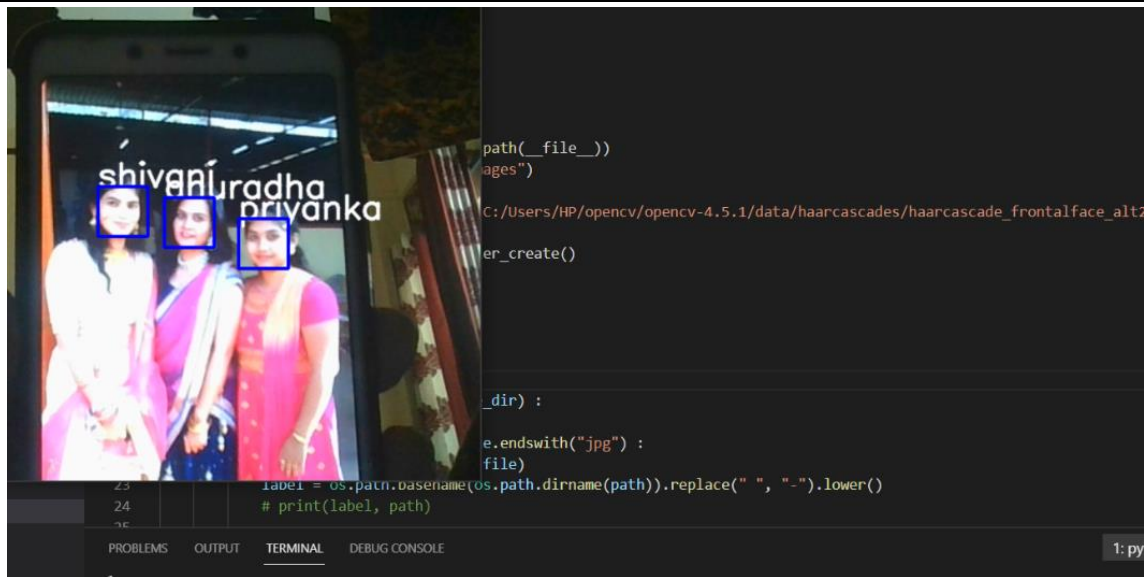 shivani
anuradha
priyanka
path(__file__))
ages")
C:/Users/HP/opencv/opencv-4.5.1/data/haarcascades/haarcascade_frontalface_alt2
er_create()
_dir) :
e.endswith("jpg") :
file)
23 label = os.path.basename(os.path.dirname(path)).replace(" ", "-").lower()
24 # print(label, path)
25
PROBLEMS OUTPUT TERMINAL DEBUG CONSOLE 1: py